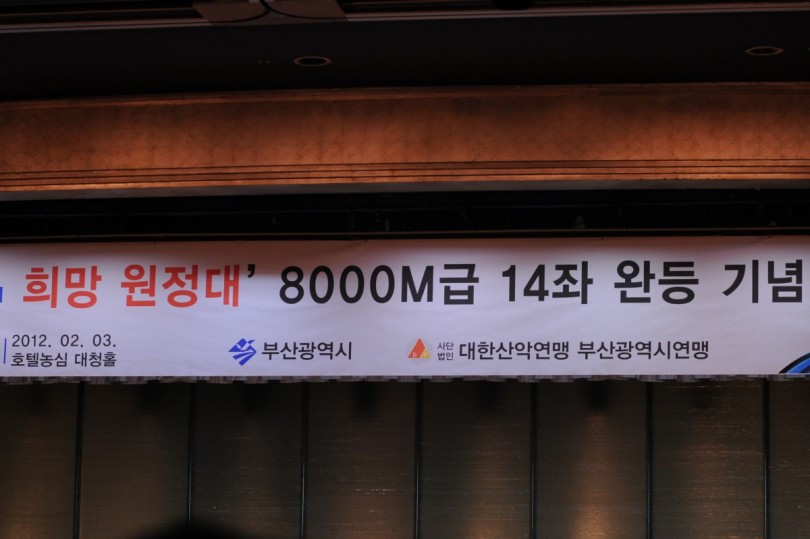 희망 원정대’ 8000M급 14좌 완등 기념
2012. 02. 03.
호텔농심 대청홀
부산광역시
사단
법인 대한산악연맹 부산광역시연맹